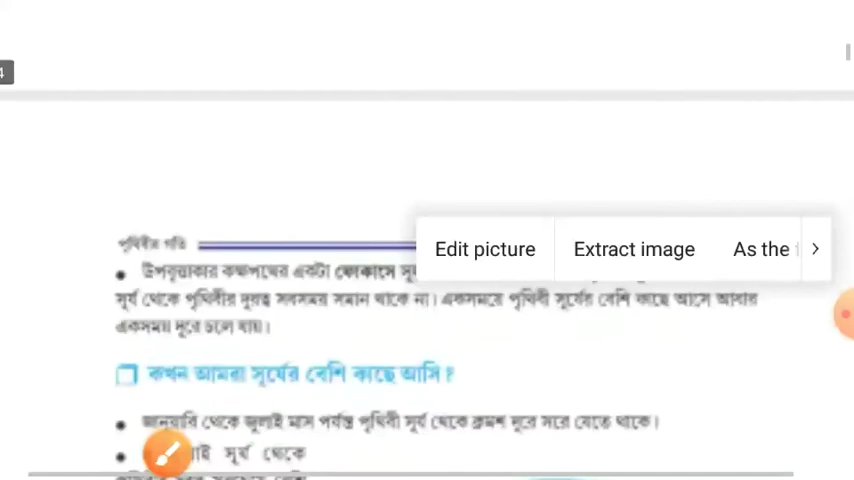 4
পৃথিবীর গতি
Edit picture
Extract image
As the
উপবৃত্তাকার কক্ষপথের একটা ফোকাসে
সূর্য থেকে পৃথিবীর দূরত্ব সবসময় সমান থাকে না। একসময়ে পৃথিবী সূর্যের বেশি কাছে আসে আবার
একসময় দূরে চলে যায়।
কখন আমরা সূর্যের বেশি কাছে আসি?
জানুয়ারি থেকে জুলাই মাস পর্যন্ত পৃথিবী সূর্য থেকে ক্রমশ দূরে সরে যেতে থাকে।
সূর্য থেকে